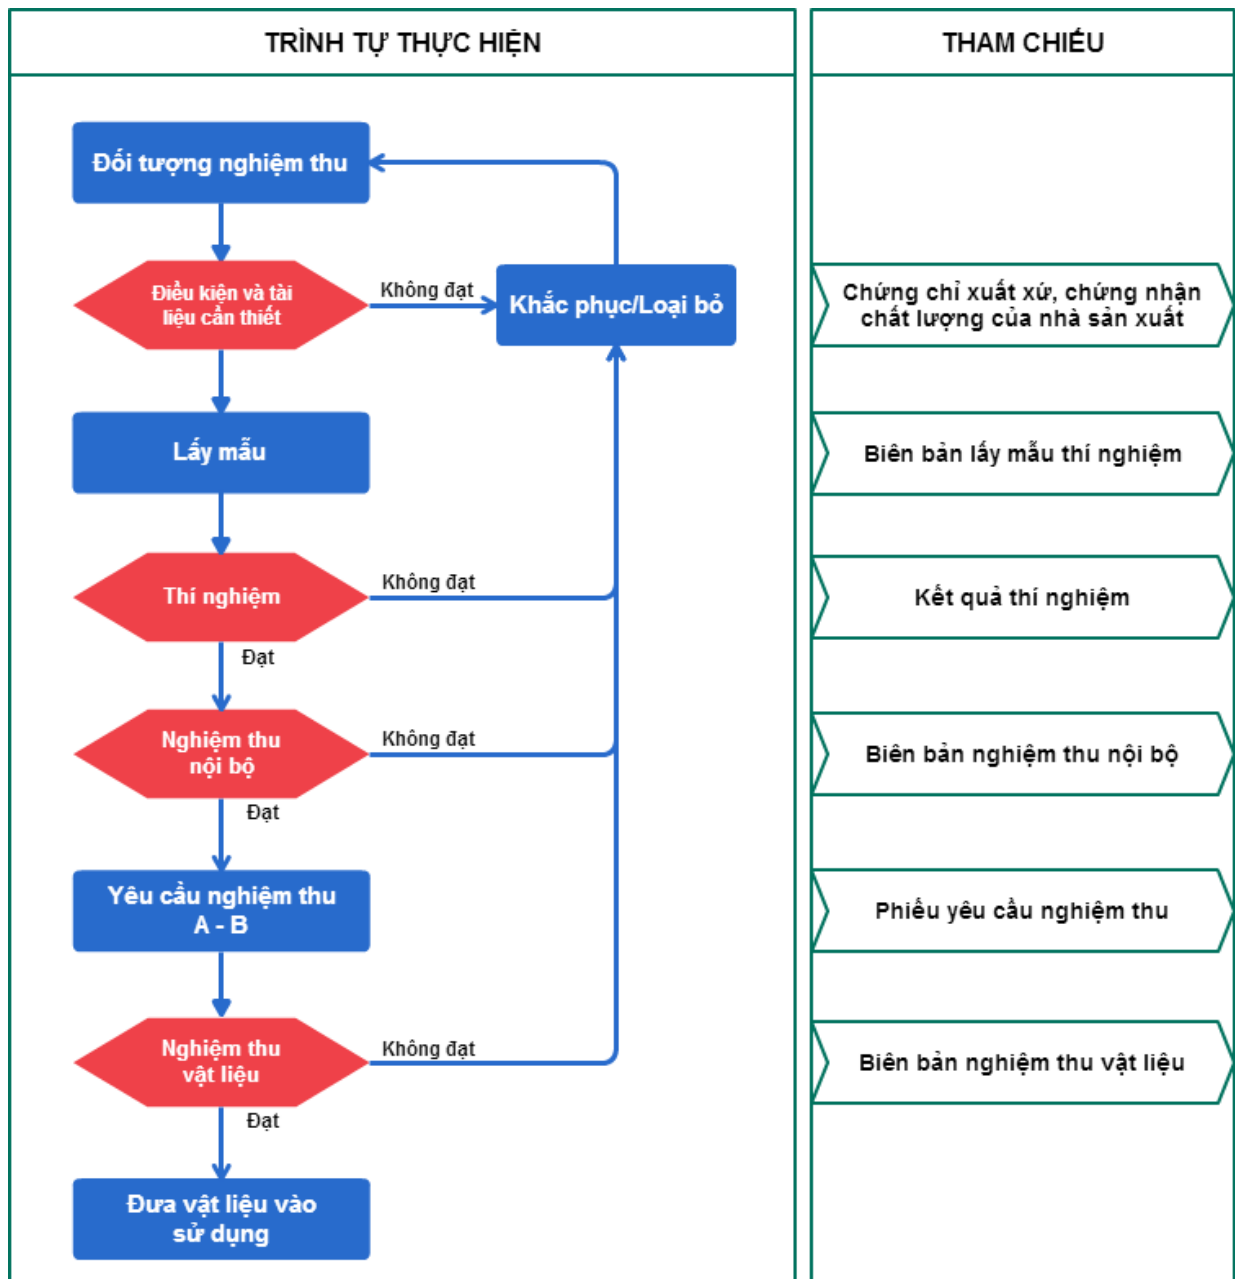 TRÌNH TỰ THỰC HIỆN
THAM CHIẾU
Đối tượng nghiệm thu
Điều kiện và tài
liệu cần thiết
Không đạt
Khắc phục/Loại bỏ
Chứng chỉ xuất xứ, chứng nhận
chất lượng của nhà sản xuất
Lấy mẫu
Biên bản lấy mẫu thí nghiệm
Thí nghiệm
Không đạt
Kết quả thí nghiệm
Đạt
Nghiệm thu
nội bộ
Không đạt
Biên bản nghiệm thu nội bộ
Đạt
Yêu cầu nghiệm thu
A - B
Phiếu yêu cầu nghiệm thu
Nghiệm thu
vật liệu
Không đạt
Biên bản nghiệm thu vật liệu
Đạt
Đưa vật liệu vào
sử dụng